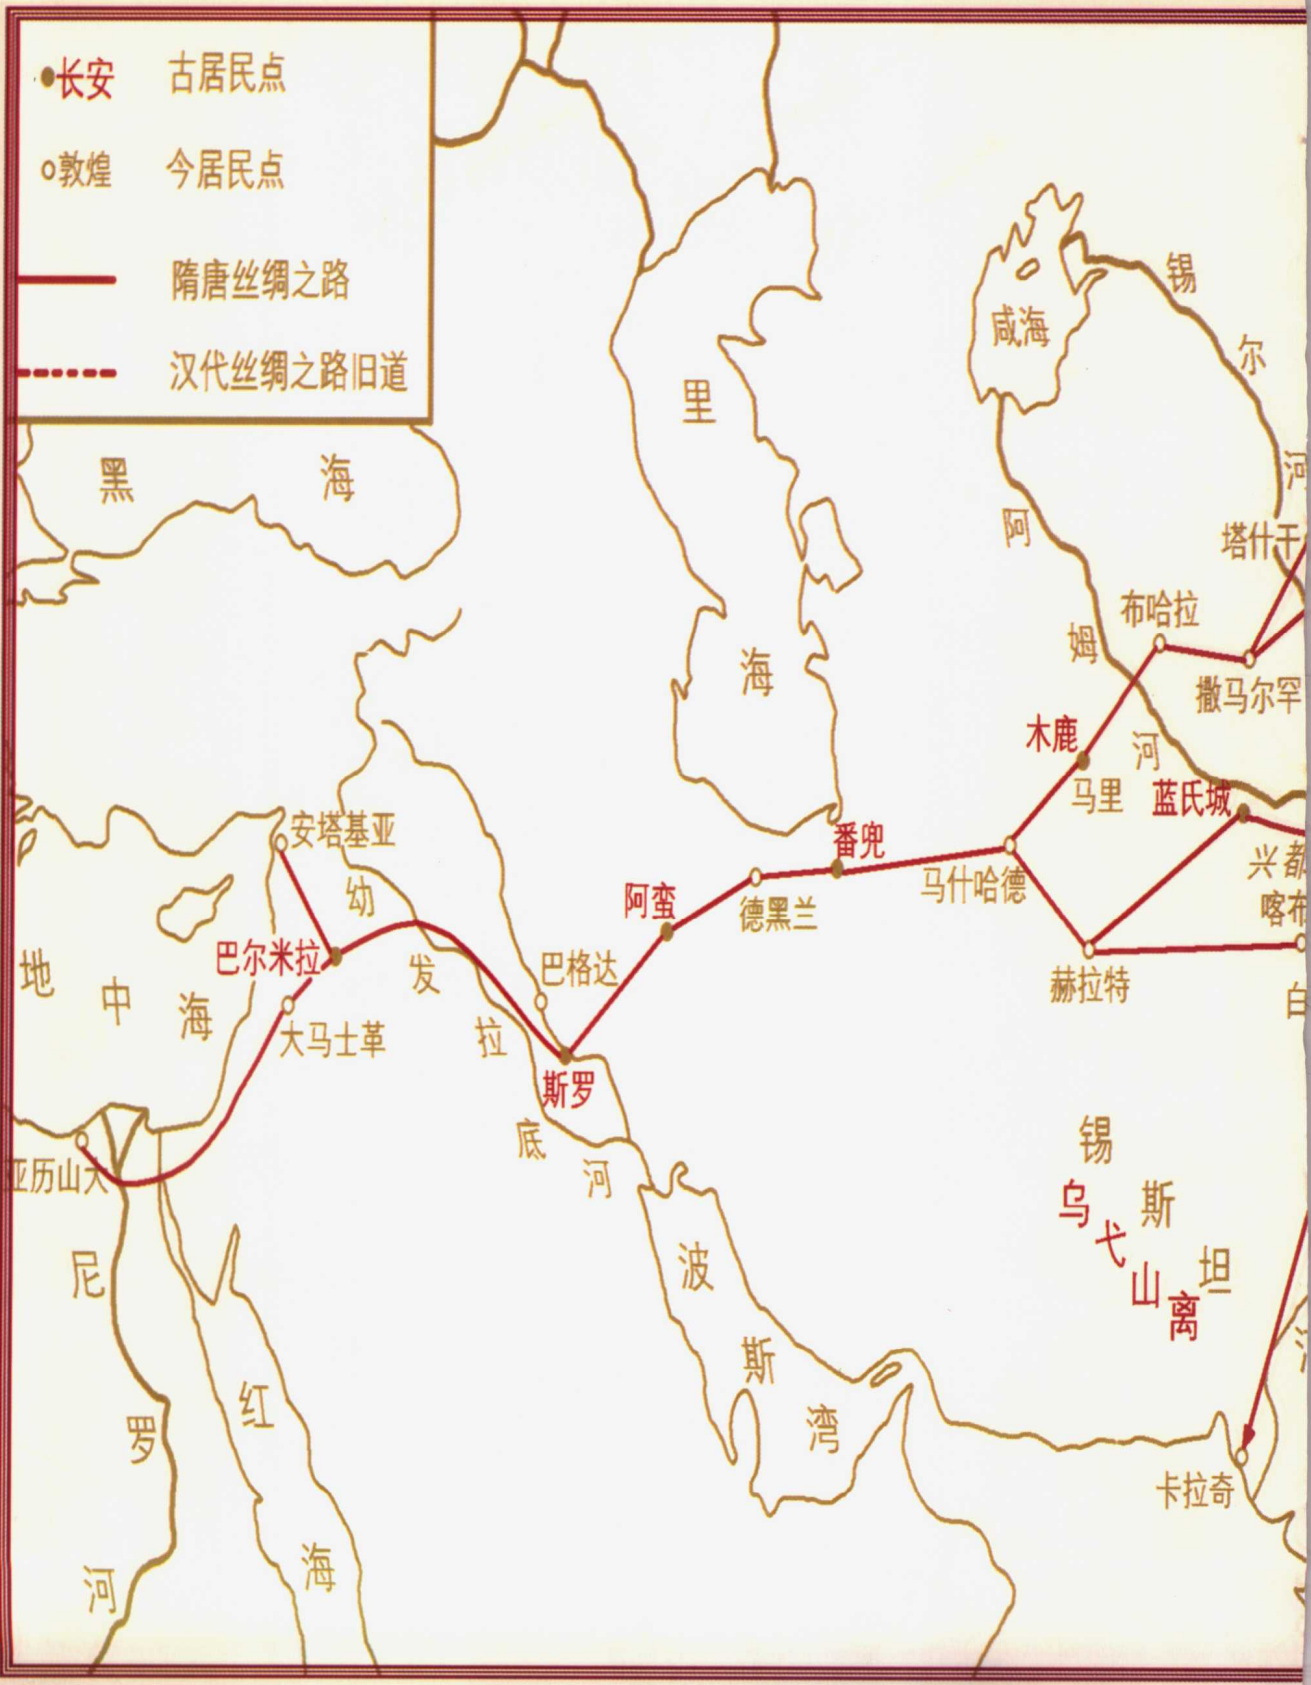 长安 古居民点
敦煌 今居民点
隋唐丝绸之路
汉代丝绸之路旧道
黑海
里海
咸海
锡尔河
阿姆河
塔什干
布哈拉
撒马尔罕
木鹿
马里
蓝氏城
兴都
喀布
白
番兜
马什哈德
德黑兰
阿蛮
赫拉特
安塔基亚
幼发拉底河
巴尔米拉
巴格达
斯罗
大马士革
地中海
亚历山大
尼罗河
红海
波斯湾
锡斯坦
乌弋山离
卡拉奇